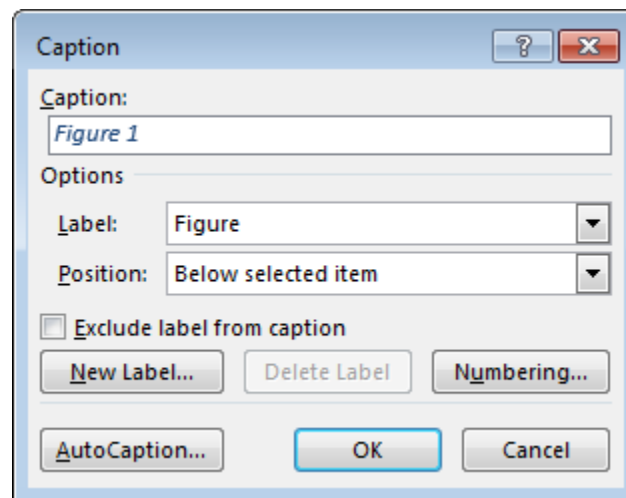 Caption
Caption:
Figure 1
Options
Label: Figure
Position: Below selected item
Exclude label from caption
New Label... Delete Label Numbering...
AutoCaption... OK Cancel